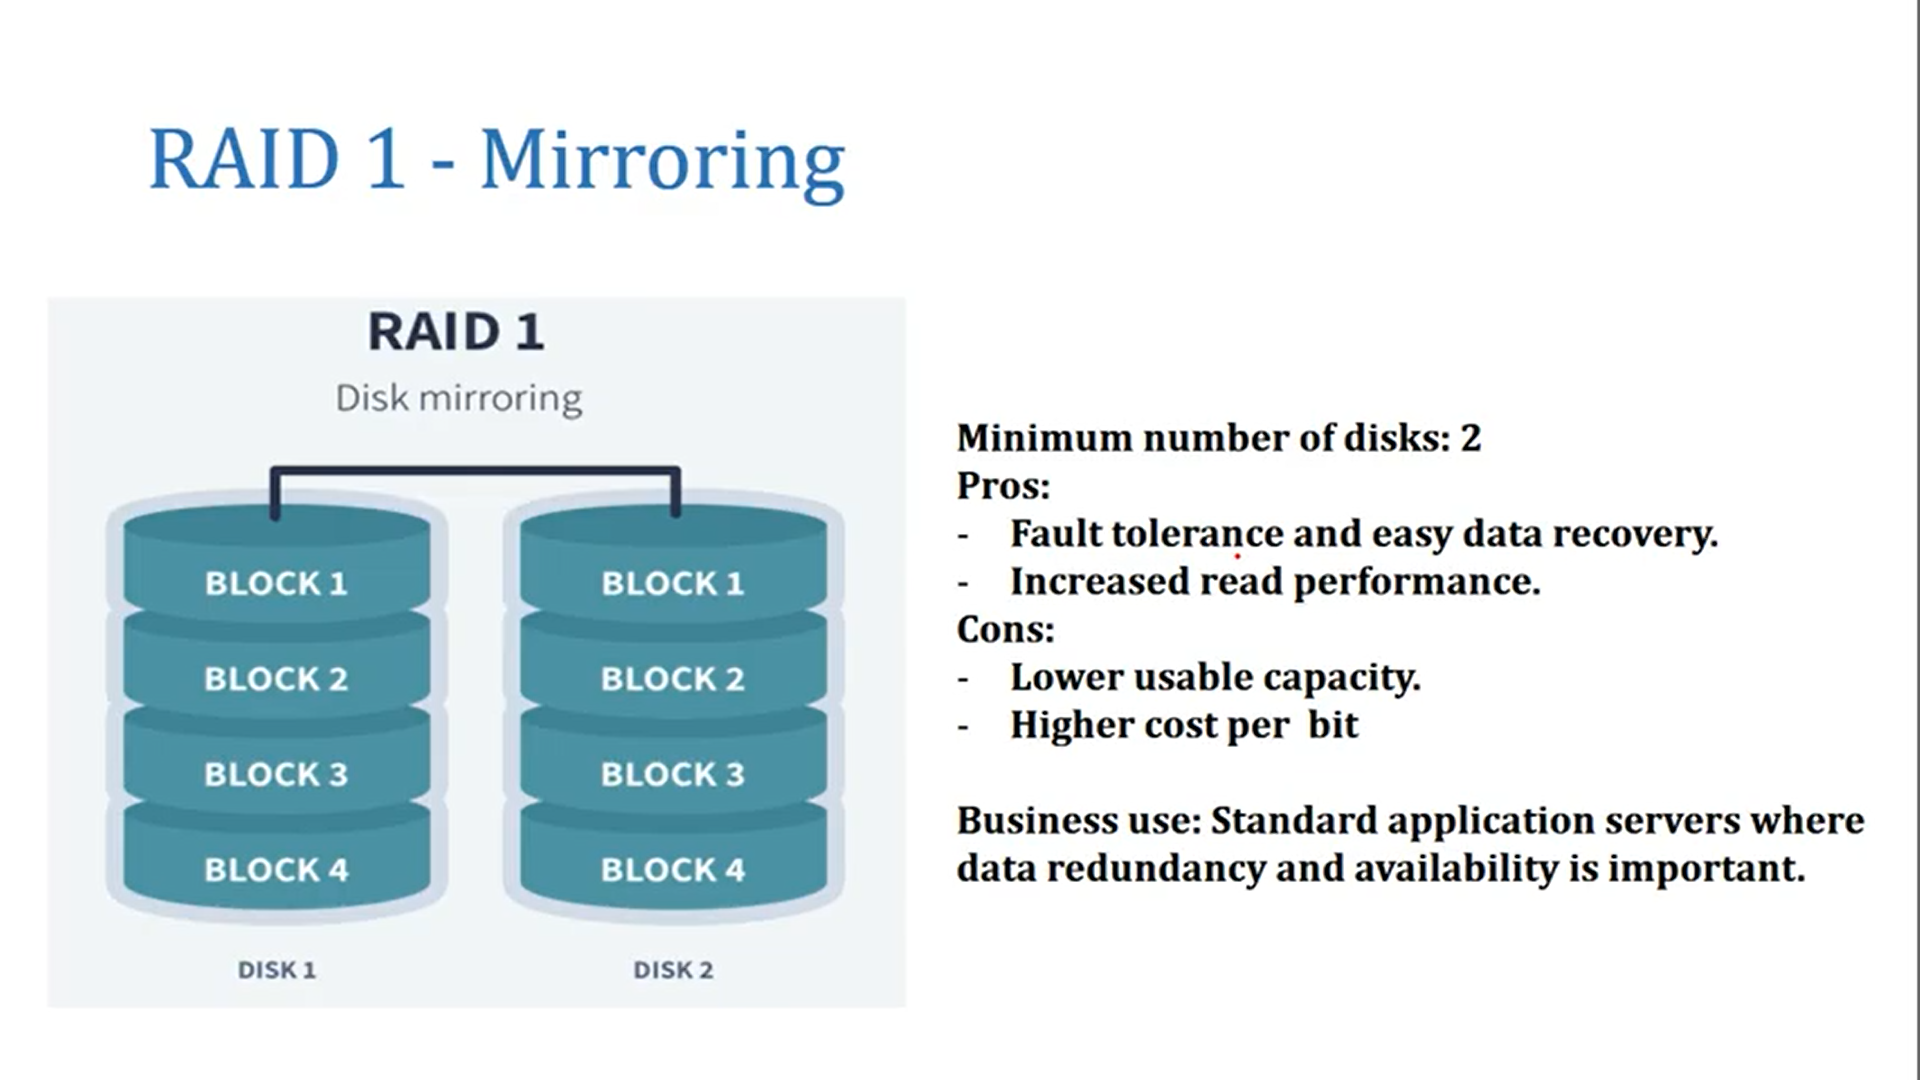 RAID 1 - Mirroring
RAID 1
Disk mirroring
BLOCK 1
BLOCK 2
BLOCK 3
BLOCK 4
DISK 1
BLOCK 1
BLOCK 2
BLOCK 3
BLOCK 4
DISK 2
Minimum number of disks: 2
Pros:
- Fault tolerance and easy data recovery.
- Increased read performance.
Cons:
- Lower usable capacity.
- Higher cost per bit
Business use: Standard application servers where
data redundancy and availability is important.